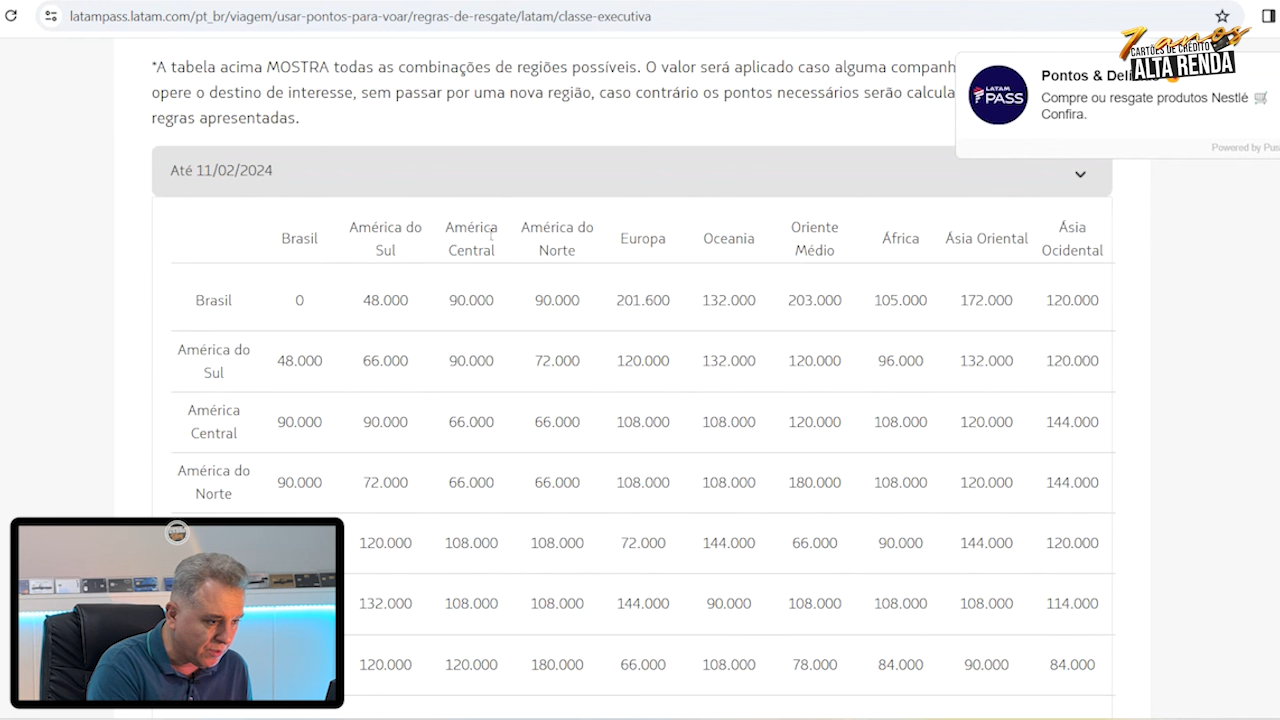 latampass.latam.com/pt_br/viagem/usar-pontos-para-voar/regras-de-resgate/latam/classe-executiva
7 anos
CARTÕES DE CRÉDITO
ALTA RENDA
*A tabela acima MOSTRA todas as combinações de regiões possíveis. O valor será aplicado caso alguma
opere o destino de interesse, sem passar por uma nova região, caso contrário os pontos necessários serão
regras apresentadas.
LATAM
PASS
Pontos &
Compre ou resgate produtos Nestlé
Confira.
Powered by
Até 11/02/2024
Brasil América do Sul América Central América do Norte Europa Oceania Oriente Médio África Ásia Oriental Ásia Ocidental
Brasil 0 48.000 90.000 90.000 201.600 132.000 203.000 105.000 172.000 120.000
América do Sul 48.000 66.000 90.000 72.000 120.000 132.000 120.000 96.000 132.000 120.000
América Central 90.000 90.000 66.000 66.000 108.000 108.000 120.000 108.000 120.000 144.000
América do Norte 90.000 72.000 66.000 66.000 108.000 108.000 180.000 108.000 120.000 144.000
120.000 108.000 108.000 72.000 144.000 66.000 90.000 144.000 120.000
132.000 108.000 108.000 144.000 90.000 108.000 108.000 108.000 114.000
120.000 120.000 180.000 66.000 108.000 78.000 84.000 90.000 84.000